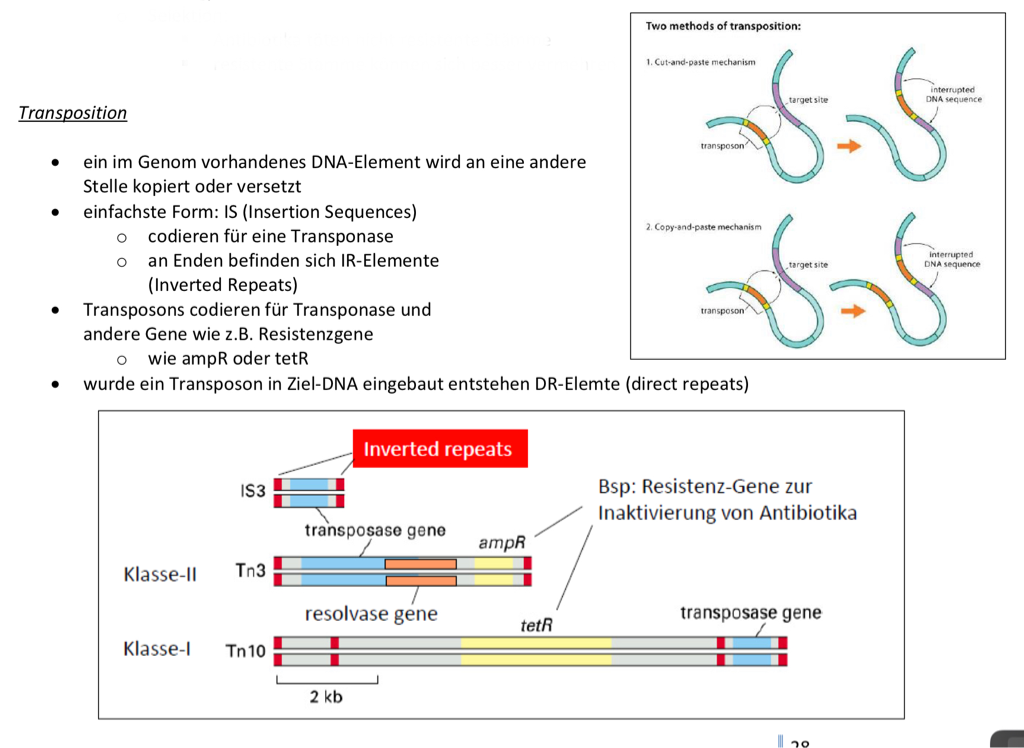 Two methods of transposition:
1. Cut-and-paste mechanism
target site
interrupted
DNA sequence
transposon
2. Copy-and-paste mechanism
target site
interrupted
DNA sequence
transposon
Transposition
• ein im Genom vorhandenes DNA-Element wird an eine andere
Stelle kopiert oder versetzt
• einfachste Form: IS (Insertion Sequences)
o codieren für eine Transponase
o an Enden befinden sich IR-Elemente
(Inverted Repeats)
• Transposons codieren für Transponase und
andere Gene wie z.B. Resistenzgene
o wie ampR oder tetR
• wurde ein Transposon in Ziel-DNA eingebaut entstehen DR-Elemte (direct repeats)
Inverted repeats
IS3
Bsp: Resistenz-Gene zur
Inaktivierung von Antibiotika
transposase gene
ampR
Klasse-II
Tn3
resolvase gene
tetR
transposase gene
Klasse-I
Tn10
2 kb